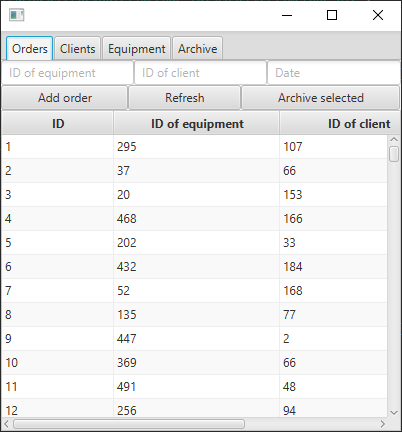 Orders Clients Equipment Archive
ID of equipment ID of client Date
Add order Refresh Archive selected
ID ID of equipment ID of client
1 295 107
2 37 66
3 20 153
4 468 166
5 202 33
6 432 184
7 52 168
8 135 77
9 447 2
10 369 66
11 491 48
12 256 94